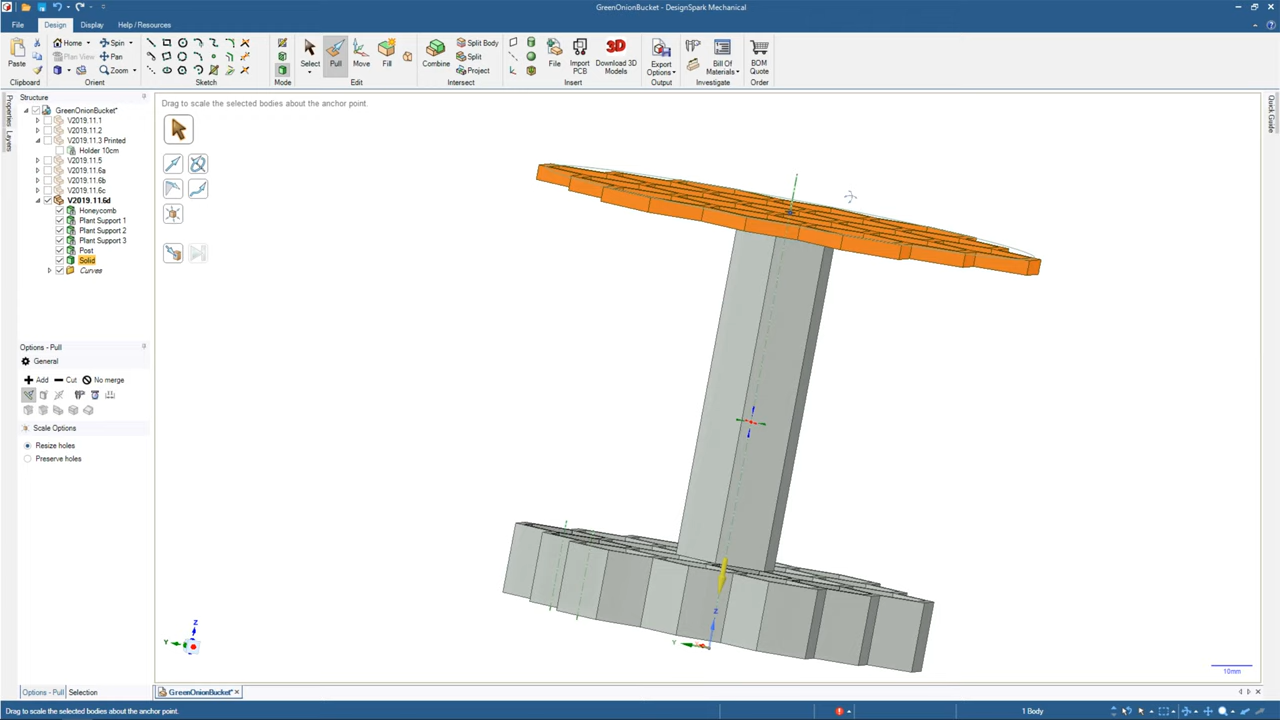 GreenOnionBucket - DesignSpark Mechanical
File
Design
Display
Help / Resources
Paste
Home
Spin
Plan View
Pan
Zoom
Select
Pull
Move
Fill
Combine
Split Body
Split
Project
File
Import PCB
3D
Download 3D Models
Export Options
Bill Of Materials
BOM Quote
Clipboard
Orient
Sketch
Mode
Edit
Intersect
Insert
Output
Investigate
Order
Properties
Layers
Structure
GreenOnionBucket*
V2019.11.1
V2019.11.2
V2019.11.3 Printed
Holder 10cm
V2019.11.5
V2019.11.6a
V2019.11.6b
V2019.11.6c
V2019.11.6d
Honeycomb
Plant Support 1
Plant Support 2
Plant Support 3
Post
Solid
Curves
Options - Pull
General
Add
Cut
No merge
Scale Options
Resize holes
Preserve holes
Options - Pull
Selection
Drag to scale the selected bodies about the anchor point.
Quick Guide
Z
Y
Z
Y
10mm
GreenOnionBucket*
Drag to scale the selected bodies about the anchor point.
1 Body